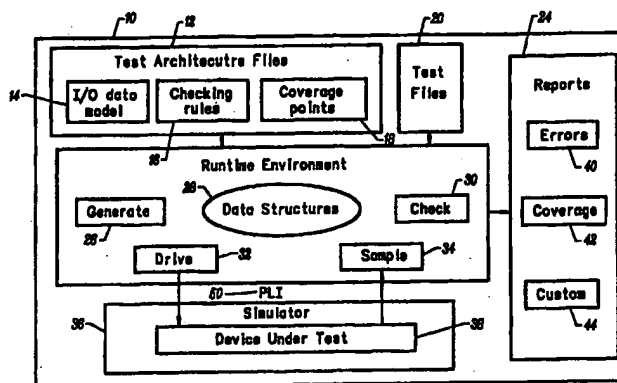 10
12
20
24
Test Architecutre Files
14
I/O data model
Checking rules
Coverage points
16
18
Test Files
Reports
Errors
40
Coverage
42
Custom
44
Runtime Environment
28
Data Structures
30
Check
Generate
26
Drive
32
Sample
34
50 PLI
Simulator
36
Device Under Test
38